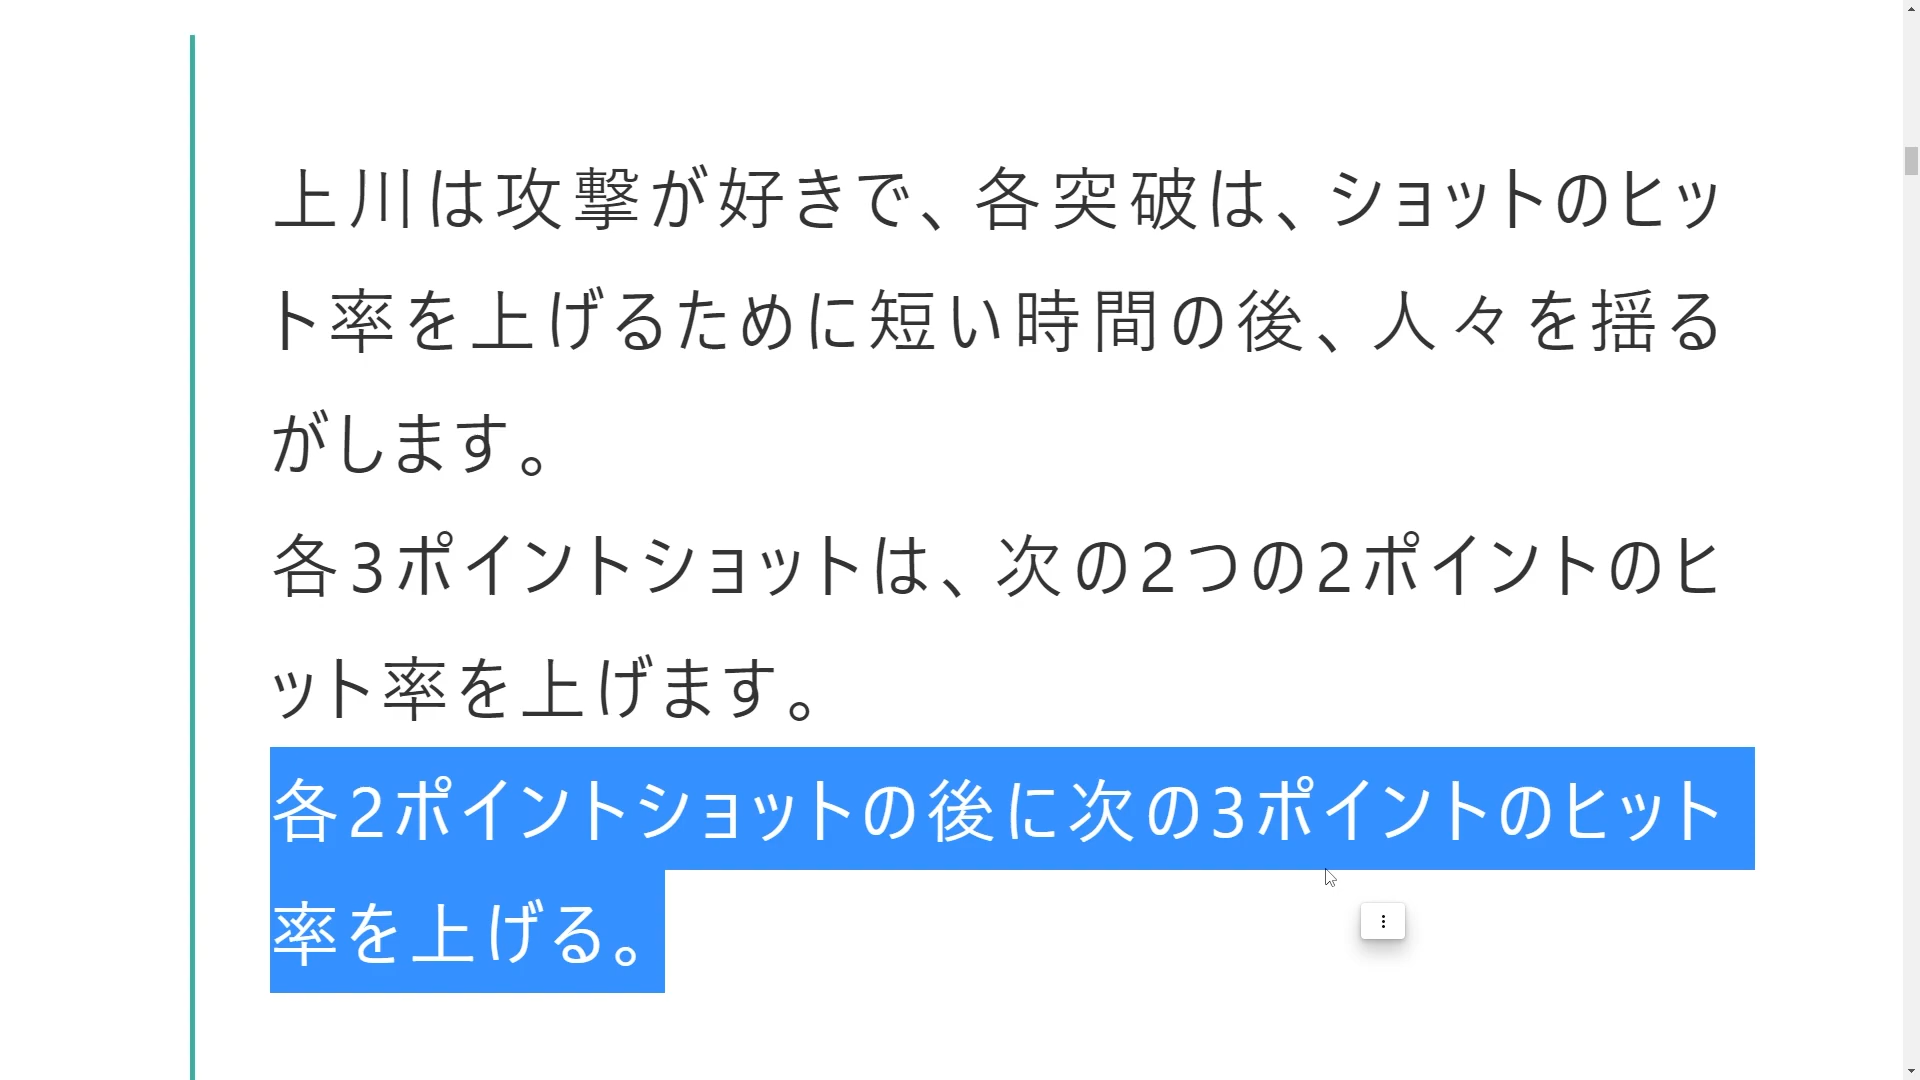 上川は攻撃が好きで、各突破は、ショットのヒッ
ト率を上げるために短い時間の後、人々を揺る
がします。
各3ポイントショットは、次の2つの2ポイントのヒ
ット率を上げます。
各2ポイントショットの後に次の3ポイントのヒット
率を上げる。